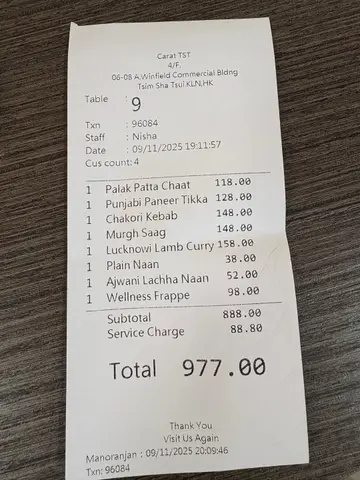 Carat TST
4/F,
06-08 A,Winfield Commercial Bldng
Tsim Sha Tsui KLN,HK
Table : 9
Txn : 96084
Staff : Nisha
Date : 09/11/2025 19:11:57
Cus count: 4
1 Palak Patta Chaat 118.00
1 Punjabi Paneer Tikka 128.00
1 Chakori Kebab 148.00
1 Murgh Saag 148.00
1 Lucknowi Lamb Curry 158.00
1 Plain Naan 38.00
1 Ajwani Lachha Naan 52.00
1 Wellness Frappe 98.00
Subtotal 888.00
Service Charge 88.80
Total 977.00
Thank You
Visit Us Again
Manoranjan : 09/11/2025 20:09:46
Txn: 96084